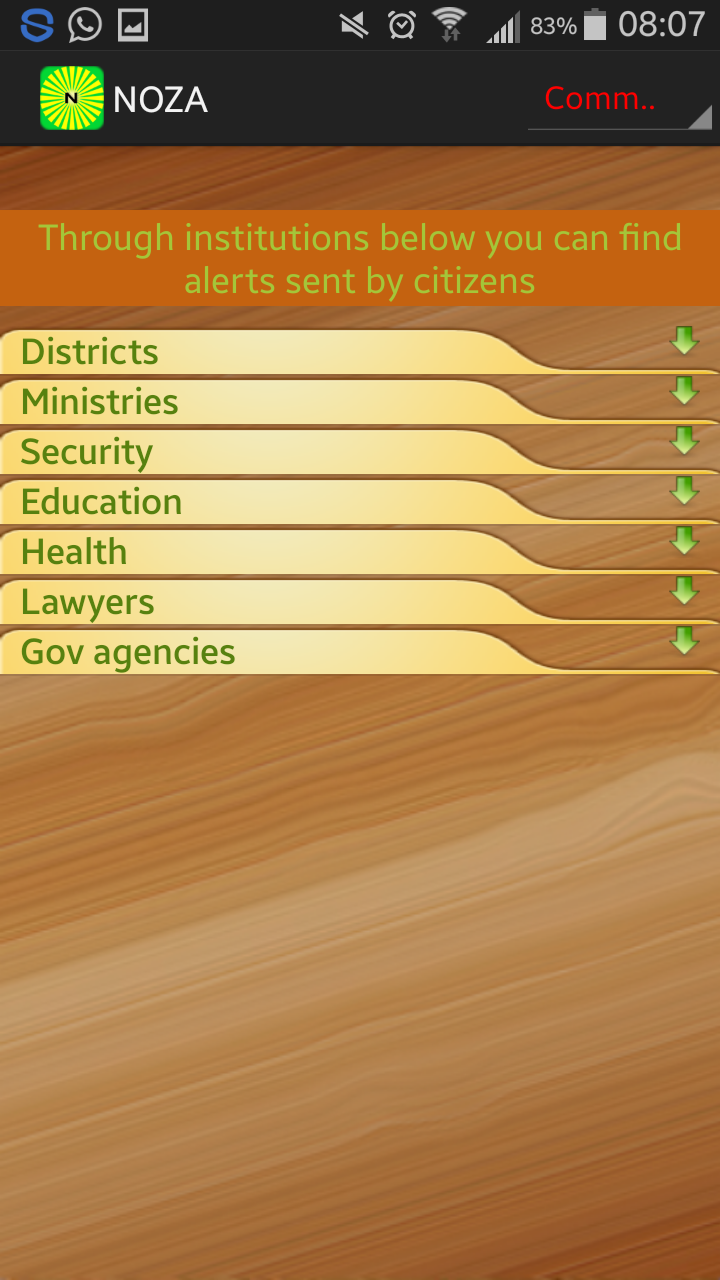 83% 08:07
N NOZA Comm..
Through institutions below you can find
alerts sent by citizens
Districts
Ministries
Security
Education
Health
Lawyers
Gov agencies